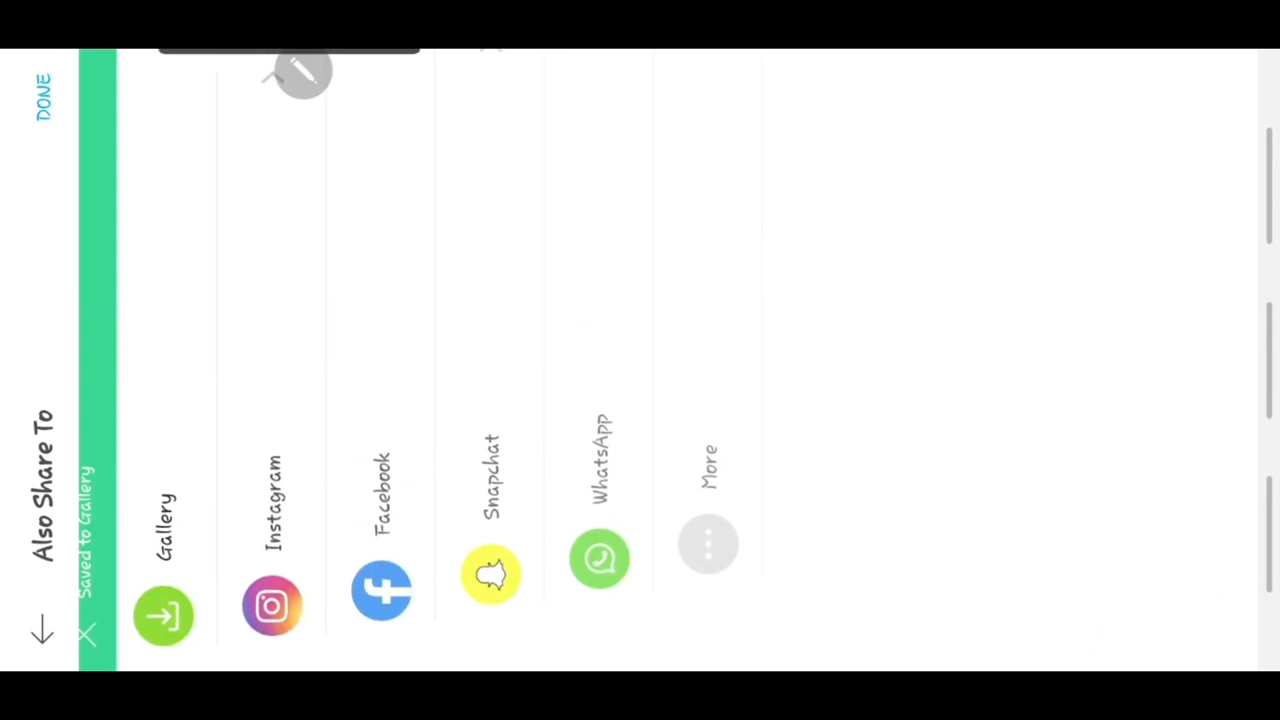 Also Share To
DONE
Saved to Gallery
Gallery
Instagram
Facebook
Snapchat
WhatsApp
More